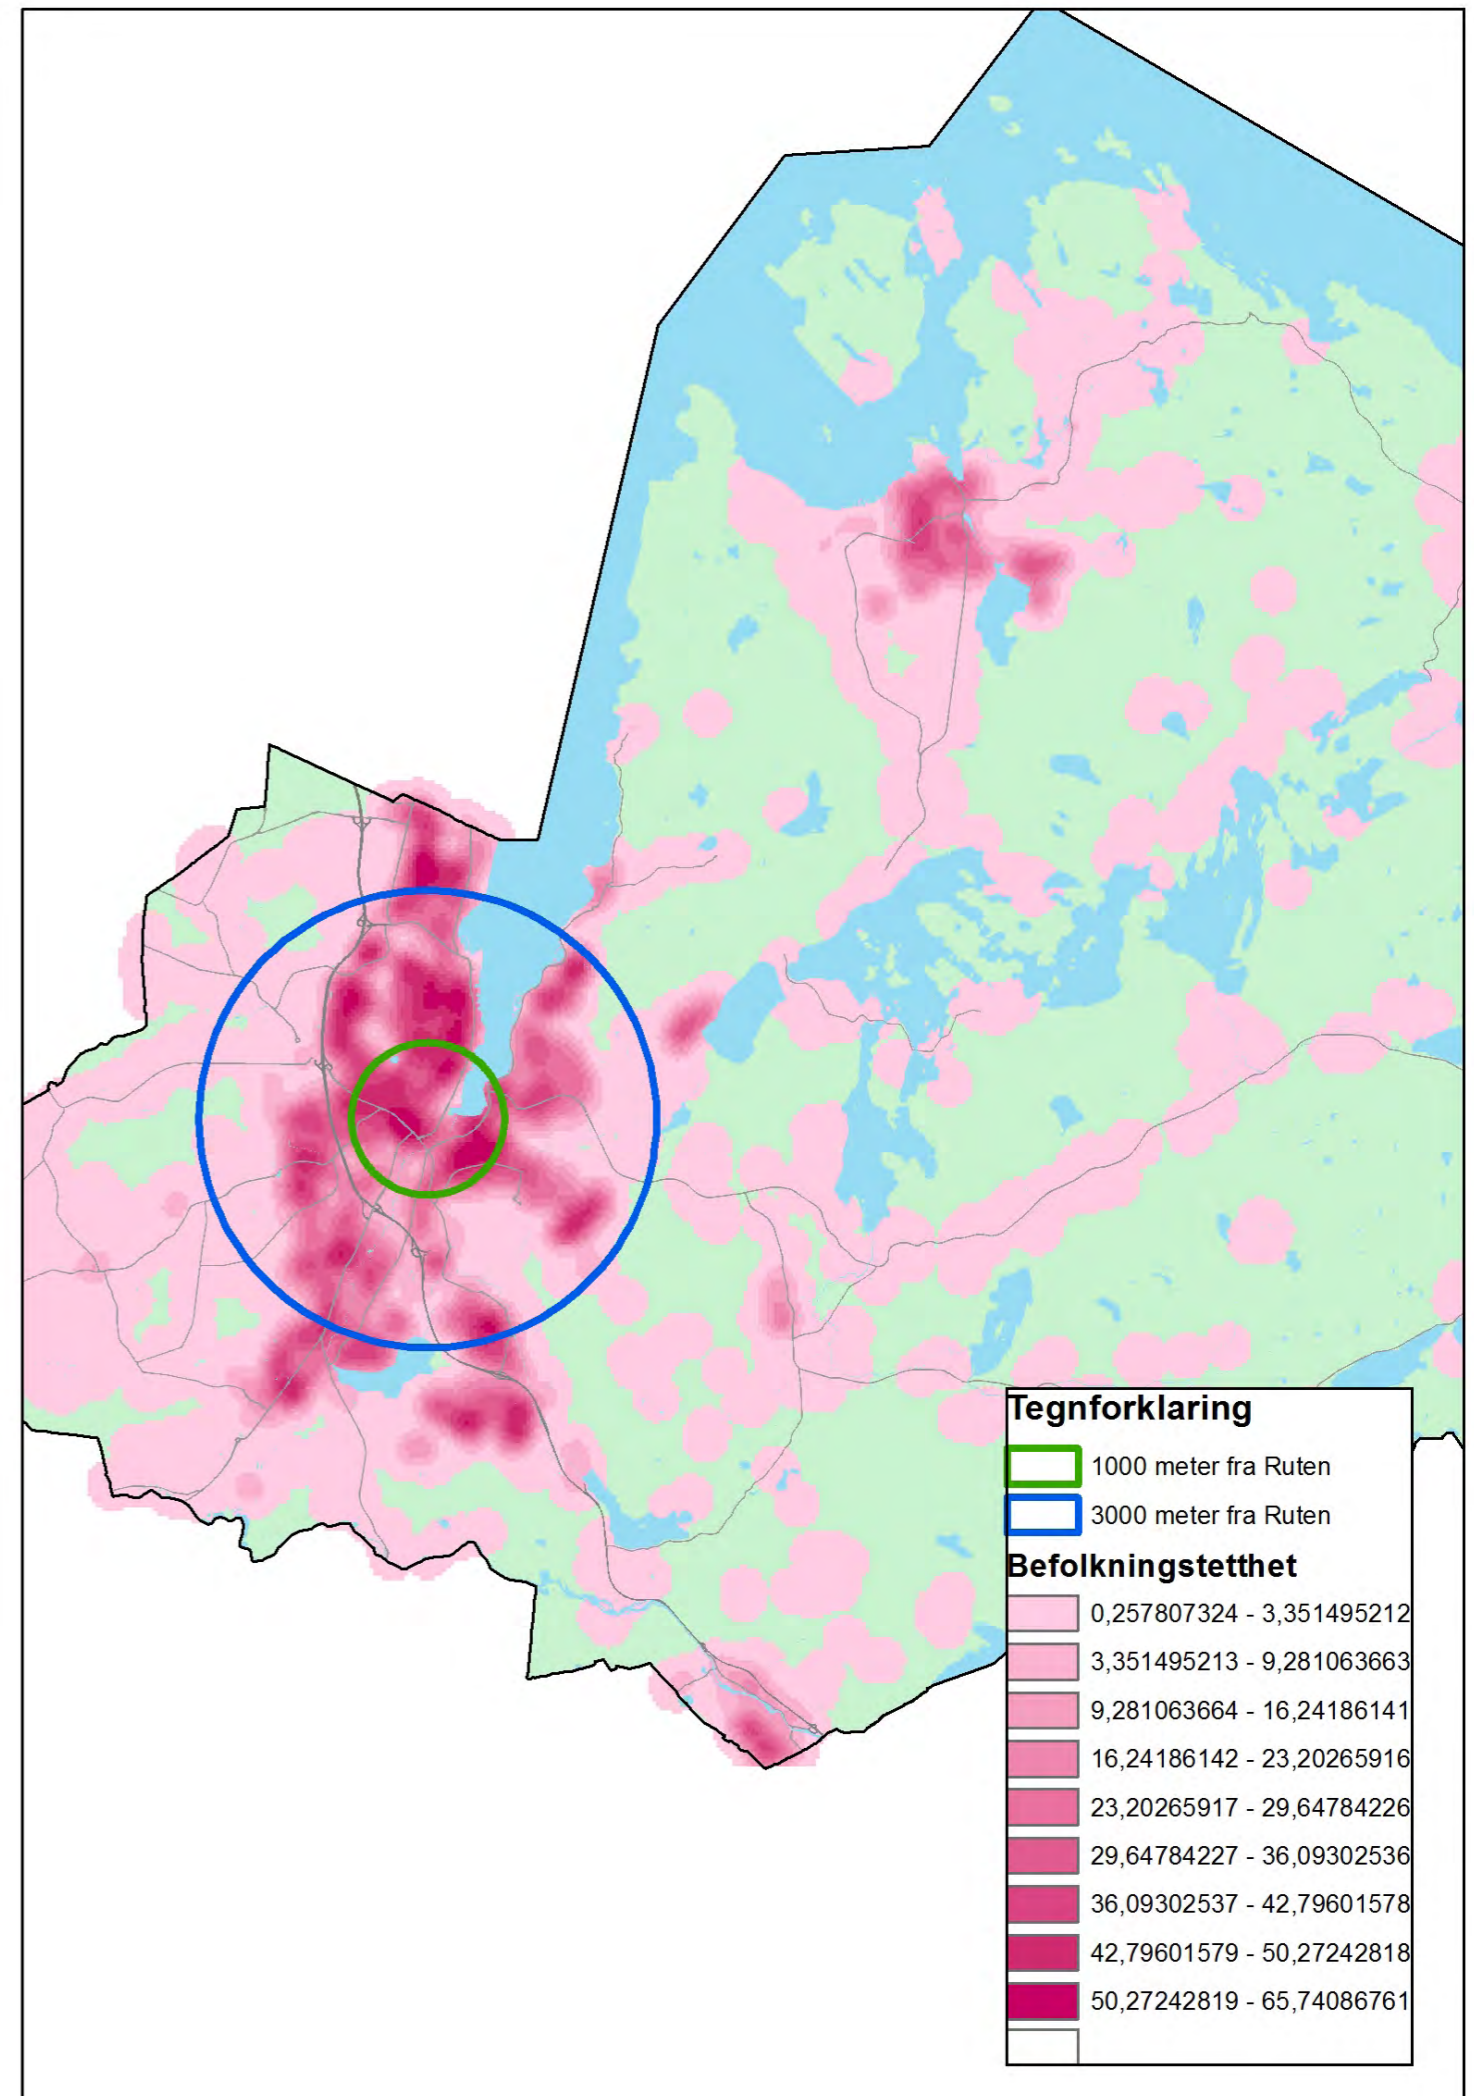 Tegnforklaring
1000 meter fra Ruten
3000 meter fra Ruten
Befolkningstetthet
0,257807324 - 3,351495212
3,351495213 - 9,281063663
9,281063664 - 16,24186141
16,24186142 - 23,20265916
23,20265917 - 29,64784226
29,64784227 - 36,09302536
36,09302537 - 42,79601578
42,79601579 - 50,27242818
50,27242819 - 65,74086761